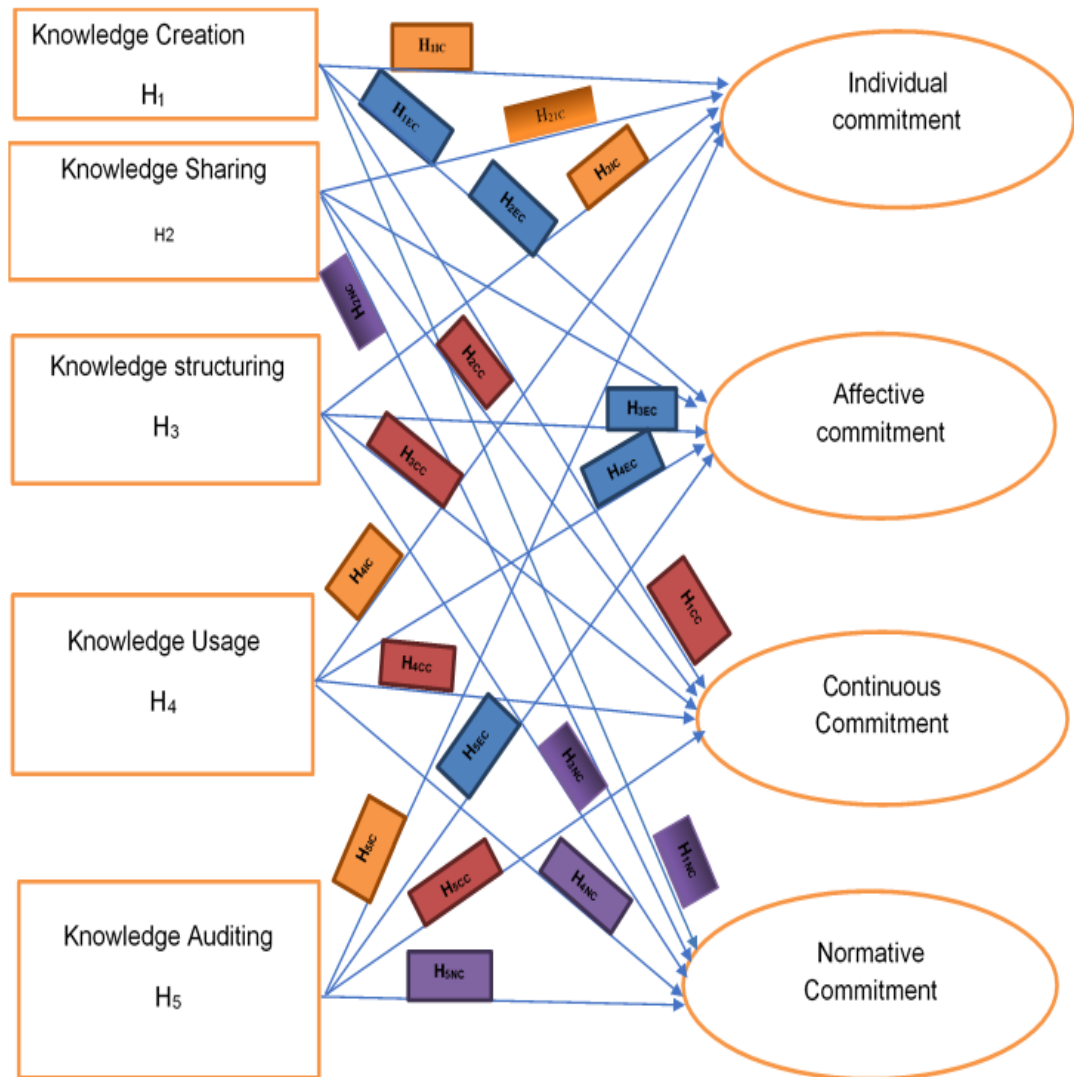 Knowledge Creation
H1
Knowledge Sharing
H2
Knowledge structuring
H3
Knowledge Usage
H4
Knowledge Auditing
H5
H1IC
H1EC
H21C
H3IC
H2EC
H2NC
H2CC
H3EC
H3CC
H4EC
H4IC
H1CC
H4CC
H5EC
H3NC
H5IC
H5CC
H4NC
H1NC
H5NC
Individual
commitment
Affective
commitment
Continuous
Commitment
Normative
Commitment